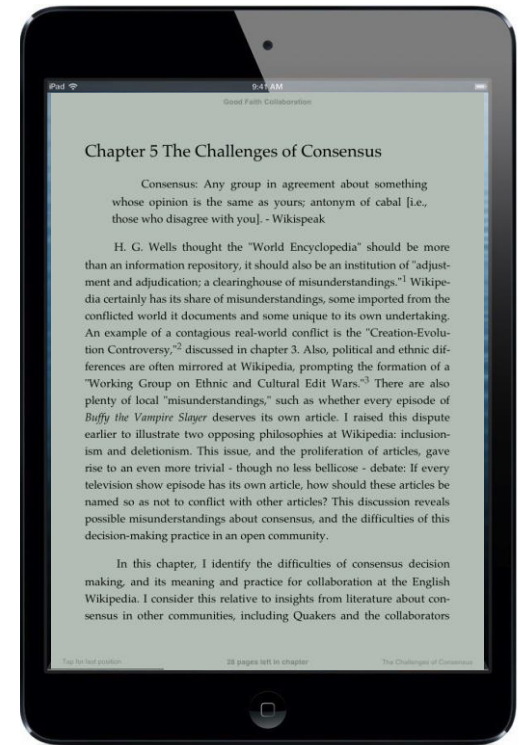 iPad
9:41 AM
Good Faith Collaboration
Chapter 5 The Challenges of Consensus
Consensus: Any group in agreement about something
whose opinion is the same as yours; antonym of cabal [i.e.,
those who disagree with you]. - Wikispeak
H. G. Wells thought the "World Encyclopedia" should be more
than an information repository, it should also be an institution of "adjust-
ment and adjudication; a clearinghouse of misunderstandings."1 Wikipe-
dia certainly has its share of misunderstandings, some imported from the
conflicted world it documents and some unique to its own undertaking.
An example of a contagious real-world conflict is the "Creation-Evolu-
tion Controversy,"2 discussed in chapter 3. Also, political and ethnic dif-
ferences are often mirrored at Wikipedia, prompting the formation of a
"Working Group on Ethnic and Cultural Edit Wars."3 There are also
plenty of local "misunderstandings," such as whether every episode of
Buffy the Vampire Slayer deserves its own article. I raised this dispute
earlier to illustrate two opposing philosophies at Wikipedia: inclusion-
ism and deletionism. This issue, and the proliferation of articles, gave
rise to an even more trivial - though no less bellicose - debate: If every
television show episode has its own article, how should these articles be
named so as not to conflict with other articles? This discussion reveals
possible misunderstandings about consensus, and the difficulties of this
decision-making practice in an open community.
In this chapter, I identify the difficulties of consensus decision
making, and its meaning and practice for collaboration at the English
Wikipedia. I consider this relative to insights from literature about con-
sensus in other communities, including Quakers and the collaborators
Tap for last position
26 pages left in chapter
The Challenges of Consensus